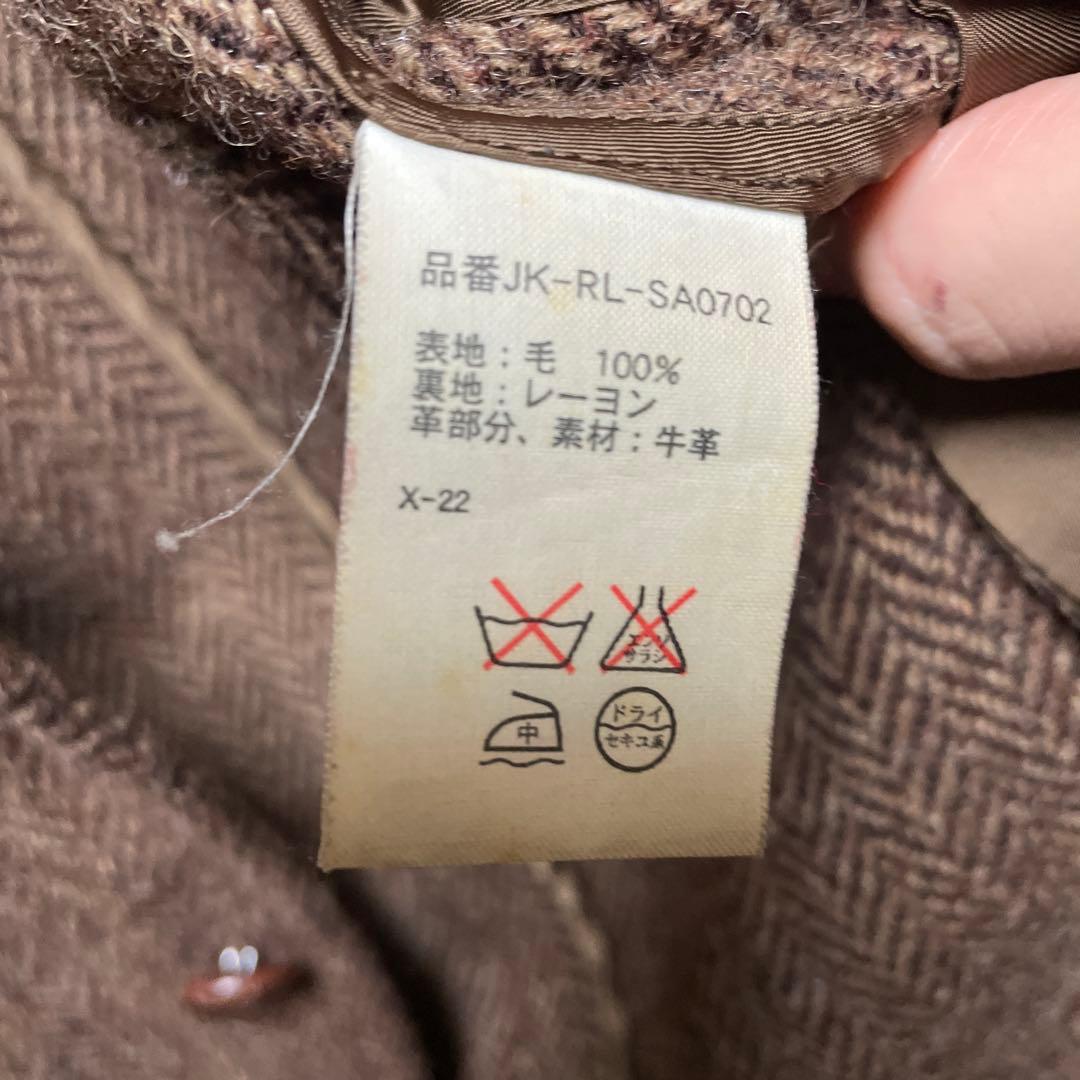 品番JK-RL-SA0702
表地：毛 100%
裏地：レーヨン
革部分、素材：牛革
X-22
エンソ
サラシ
中
ドライ
セキユ系